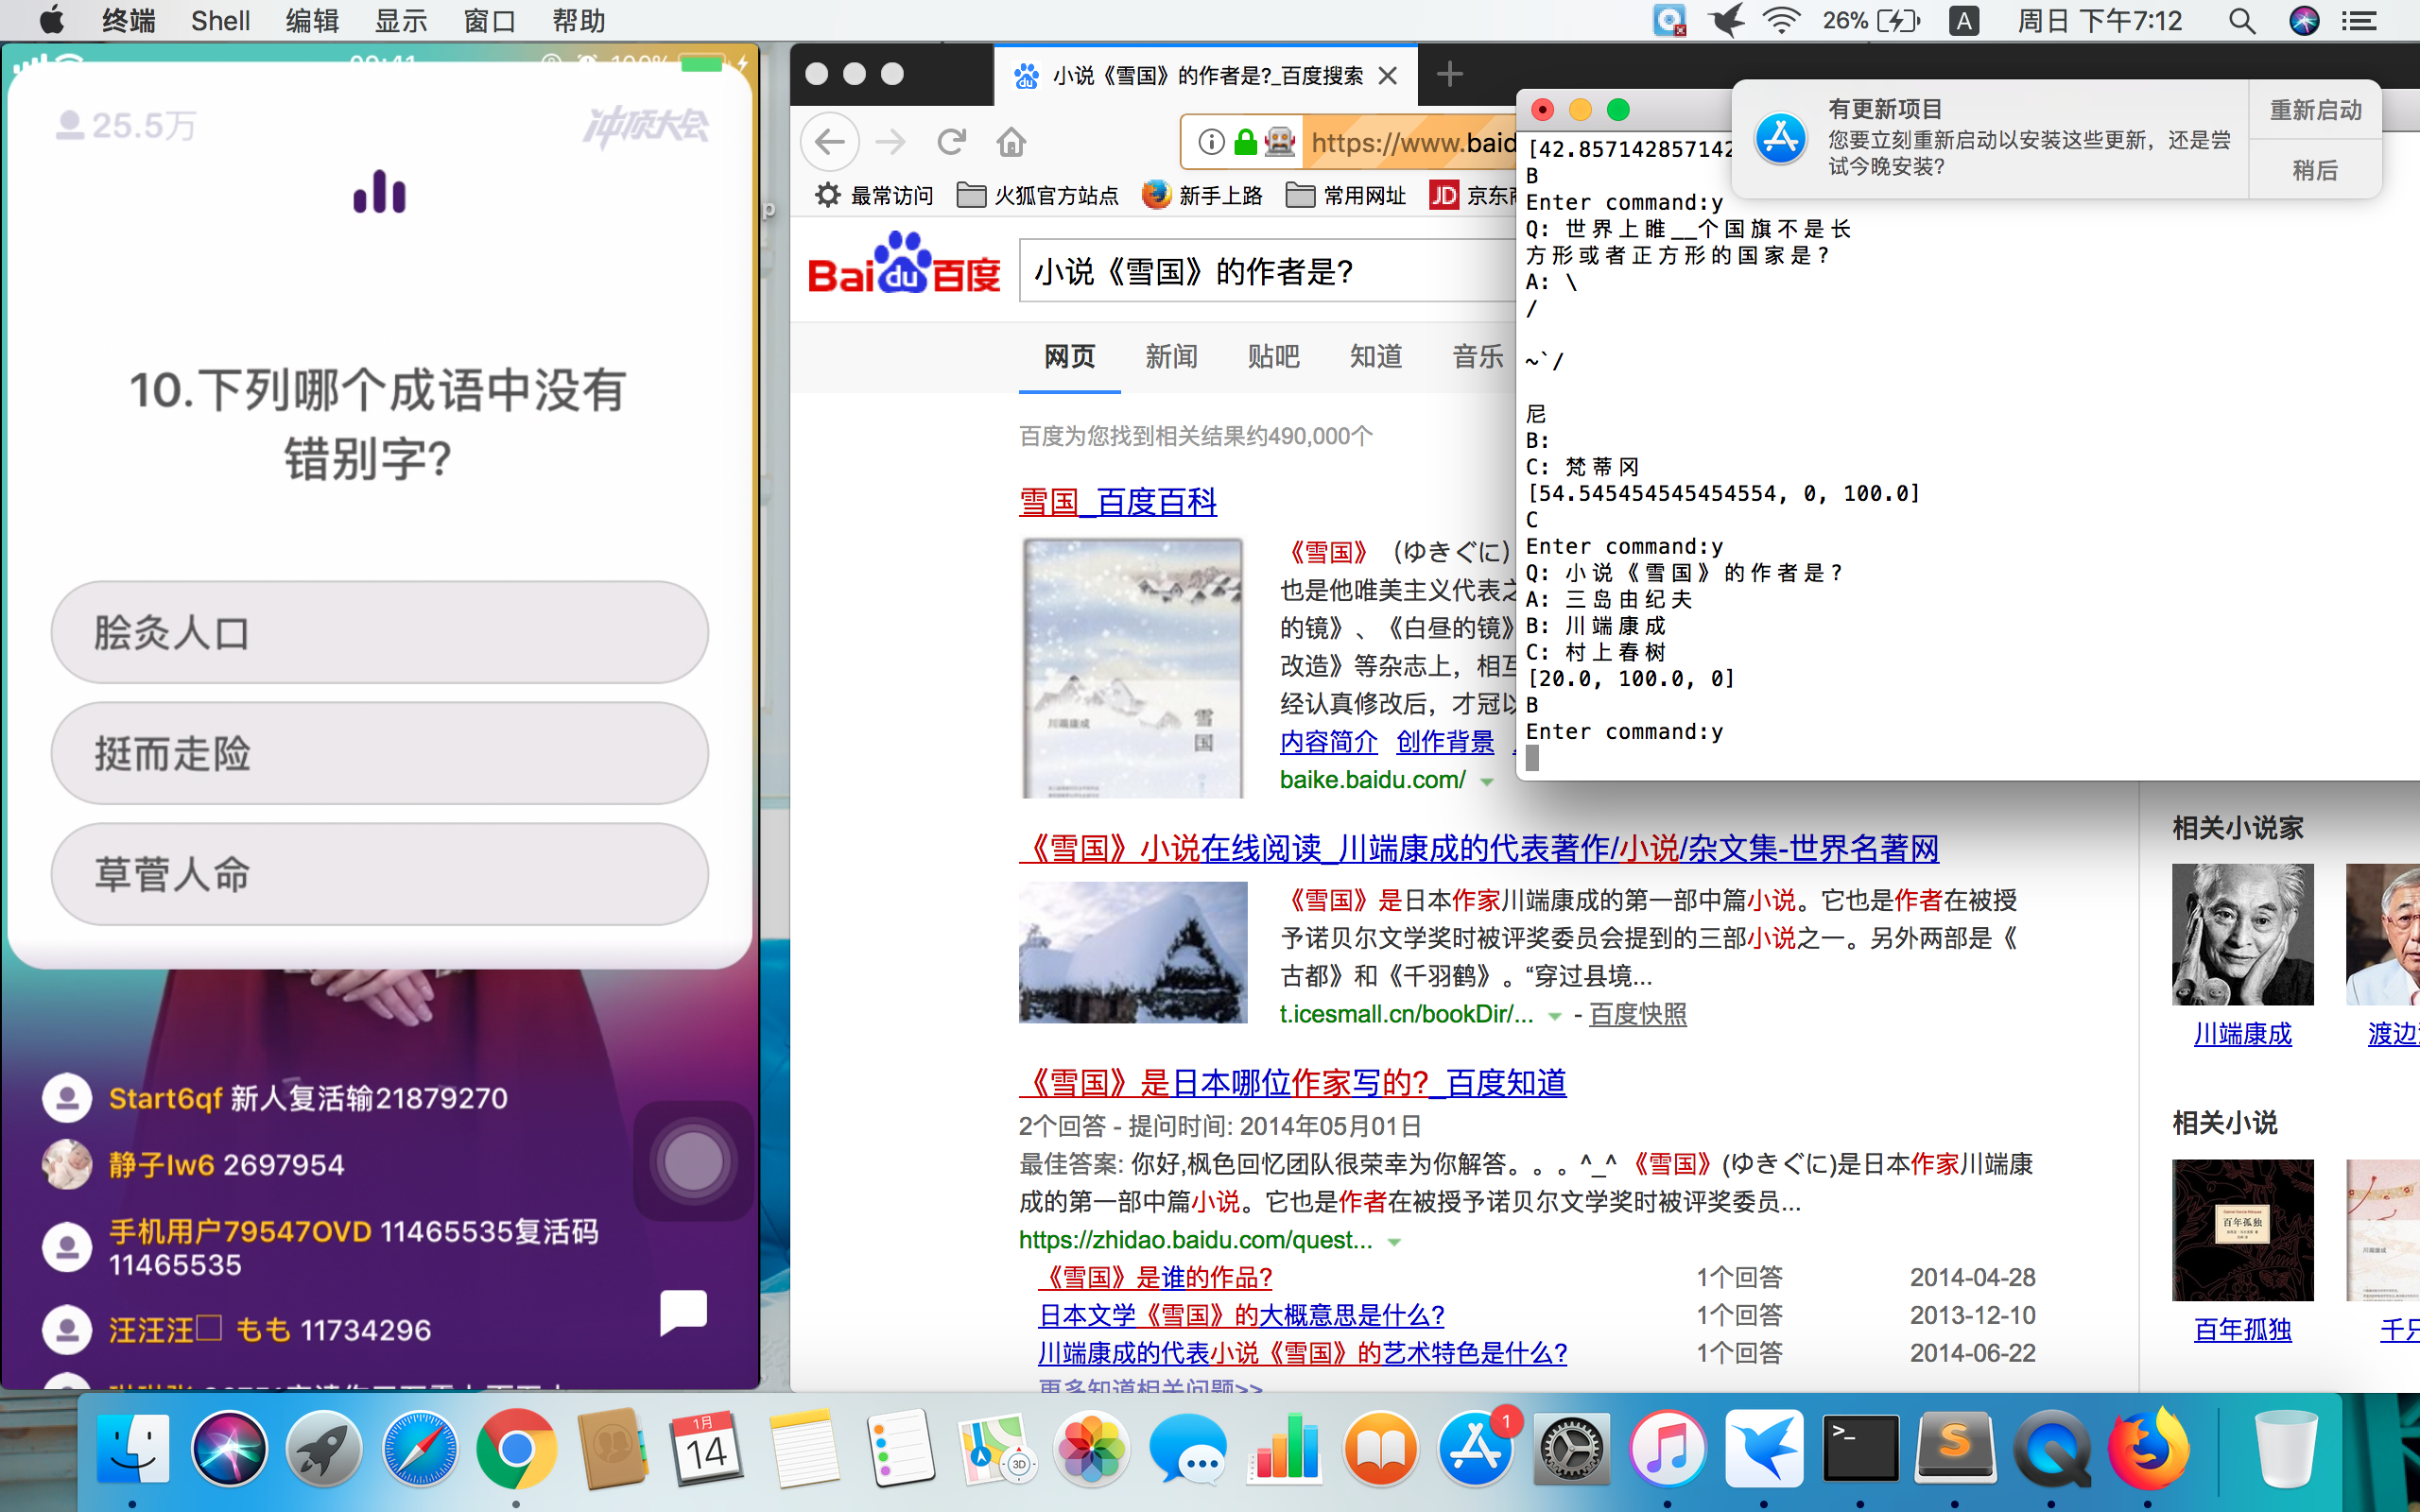 终端 Shell 编辑 显示 窗口 帮助 26% A 周日 下午7:12
25.5万 冲顶大会
10.下列哪个成语中没有
错别字?
脍灸人口
挺而走险
草菅人命
Start6qf 新人复活输21879270
静子Iw6 2697954
手机用户79547OVD 11465535复活码
11465535
汪汪汪 もも 11734296
小说《雪国》的作者是?_百度搜索
https://www.baid
最常访问 火狐官方站点 新手上路 常用网址 JD 京东商
Bai du 百度 小说《雪国》的作者是?
网页 新闻 贴吧 知道 音乐
百度为您找到相关结果约490,000个
雪国_百度百科
《雪国》（ゆきぐに）
也是他唯美主义代表之
的镜》、《白昼的镜》
改造》等杂志上，相互
经认真修改后，才冠以
内容简介 创作背景
baike.baidu.com/
川端康成 雪国
《雪国》小说在线阅读_川端康成的代表著作/小说/杂文集-世界名著网
《雪国》是日本作家川端康成的第一部中篇小说。它也是作者在被授
予诺贝尔文学奖时被评奖委员会提到的三部小说之一。另外两部是《
古都》和《千羽鹤》。“穿过县境...
t.icesmall.cn/bookDir/... - 百度快照
《雪国》是日本哪位作家写的?_百度知道
2个回答 - 提问时间: 2014年05月01日
最佳答案: 你好,枫色回忆团队很荣幸为你解答。。。^_^ 《雪国》(ゆきぐに)是日本作家川端康
成的第一部中篇小说。它也是作者在被授予诺贝尔文学奖时被评奖委员...
https://zhidao.baidu.com/quest...
《雪国》是谁的作品? 1个回答 2014-04-28
日本文学《雪国》的大概意思是什么? 1个回答 2013-12-10
川端康成的代表小说《雪国》的艺术特色是什么? 1个回答 2014-06-22
更多知道相关问题>>
[42.857142857142
B
Enter command:y
Q: 世界上睢__个国旗不是长
方形或者正方形的国家是?
A: \
/
~`/
尼
B:
C: 梵蒂冈
[54.545454545454554, 0, 100.0]
C
Enter command:y
Q: 小说《雪国》的作者是?
A: 三岛由纪夫
B: 川端康成
C: 村上春树
[20.0, 100.0, 0]
B
Enter command:y
有更新项目
您要立刻重新启动以安装这些更新，还是尝
试今晚安装?
重新启动
稍后
相关小说家
川端康成 渡边
相关小说
百年孤独
百年孤独 千只
1月
14
3D
1